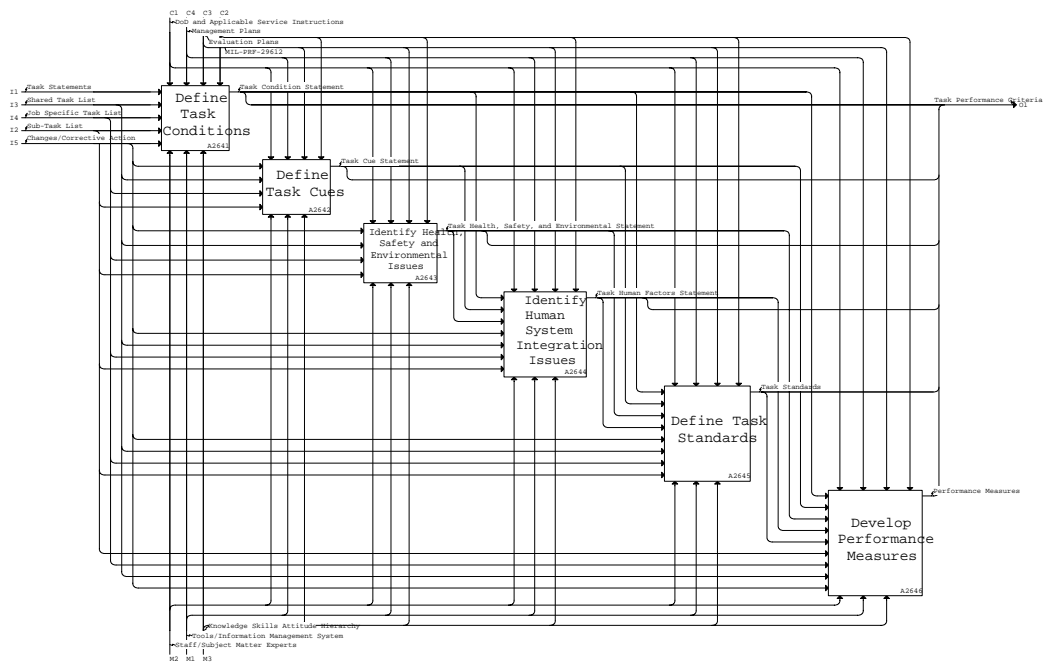 C1 C4 C3 C2
DoD and Applicable Service Instructions
Management Plans
Evaluation Plans
MIL-PRF-29612
I1 Task Statements
I3 Shared Task List
I4 Job Specific Task List
I2 Sub-Task List
I5 Changes/Corrective Action
Define
Task
Conditions
A2641
Task Condition Statement
Task Performance Criteria
O1
Define
Task Cues
A2642
Task Cue Statement
Identify Health,
Safety and
Environmental
Issues
A2643
Task Health, Safety, and Environmental Statement
Identify
Human
System
Integration
Issues
A2644
Task Human Factors Statement
Define Task
Standards
A2645
Task Standards
Develop
Performance
Measures
A2646
Performance Measures
Knowledge Skills Attitude Hierarchy
Tools/Information Management System
Staff/Subject Matter Experts
M2 M1 M3